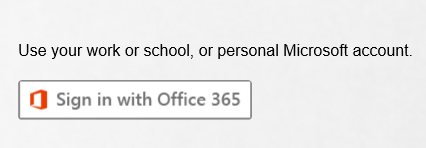 Use your work or school, or personal Microsoft account.
Sign in with Office 365